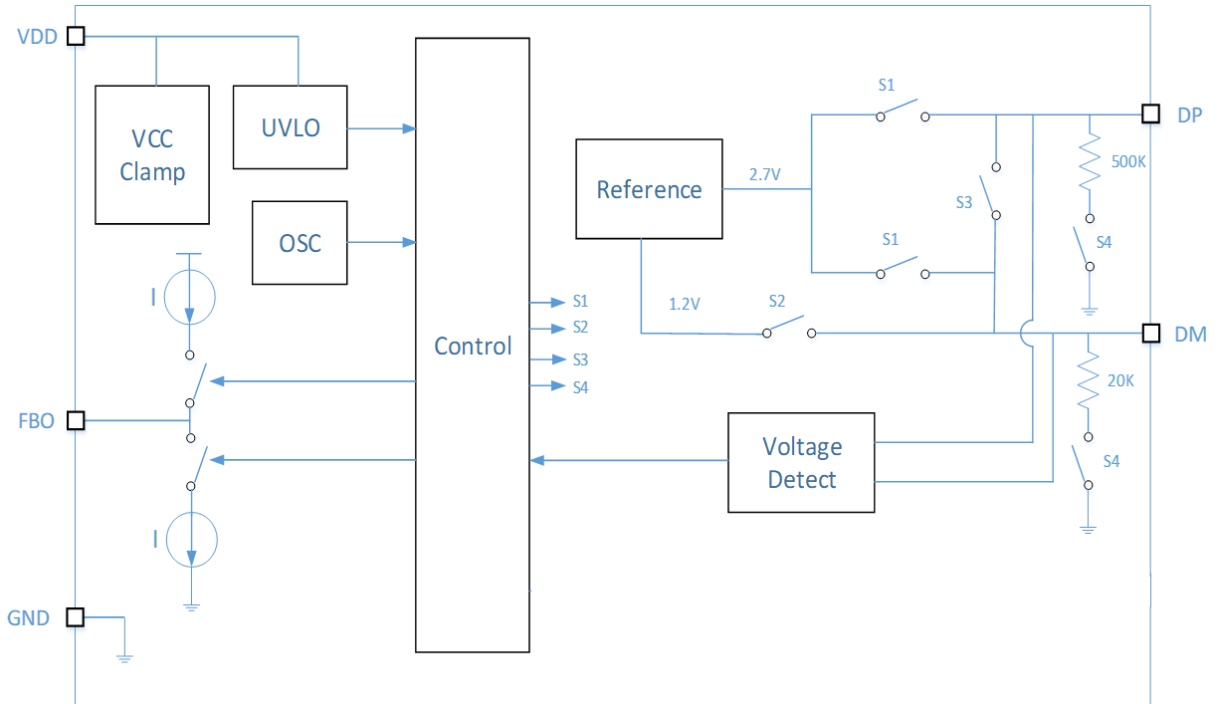 VDD
VCC
Clamp
UVLO
OSC
I
FBO
I
GND
Control
S1
S2
S3
S4
Reference
2.7V
1.2V
S1
S1
S2
S3
500K
S4
DP
DM
20K
S4
Voltage
Detect